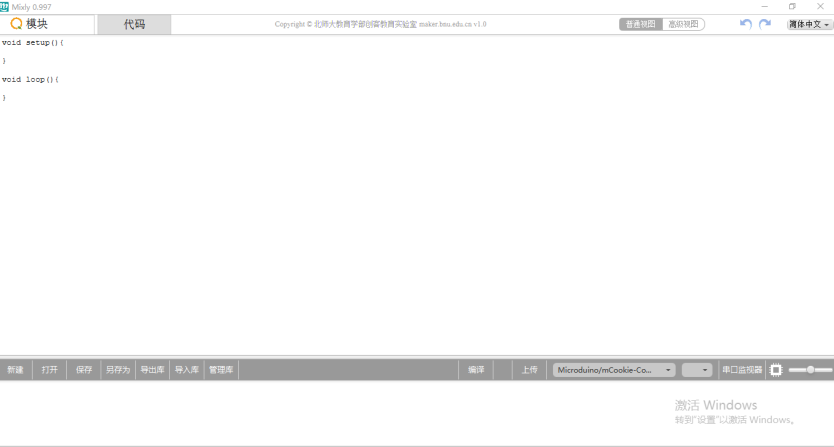 Mixly 0.997
模块 代码 Copyright © 北师大教育学部创客教育实验室 maker.bnu.edu.cn v1.0 普通视图 高级视图 简体中文
void setup(){
}
void loop(){
}
新建 打开 保存 另存为 导出库 导入库 管理库 编译 上传 Microduino/mCookie-Co... 串口监视器
激活 Windows
转到"设置"以激活 Windows。